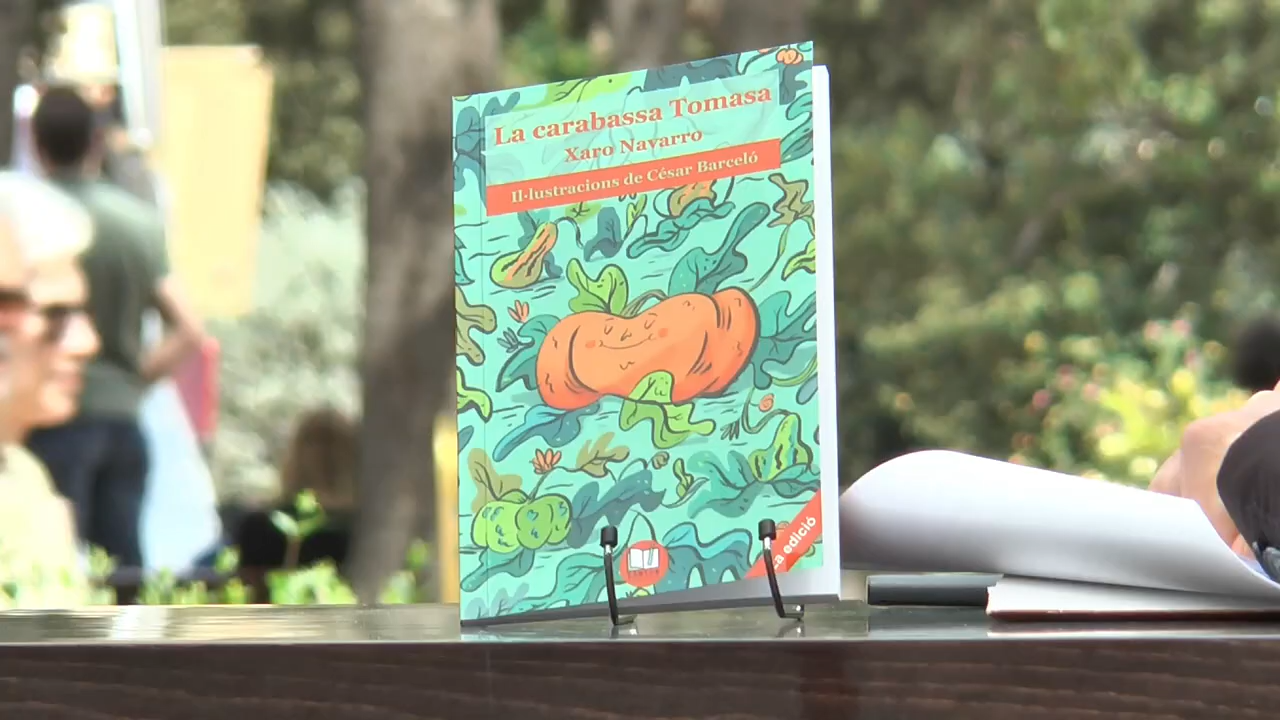 La carabassa Tomasa
Xaro Navarro
Il·lustracions de César Barceló
edició